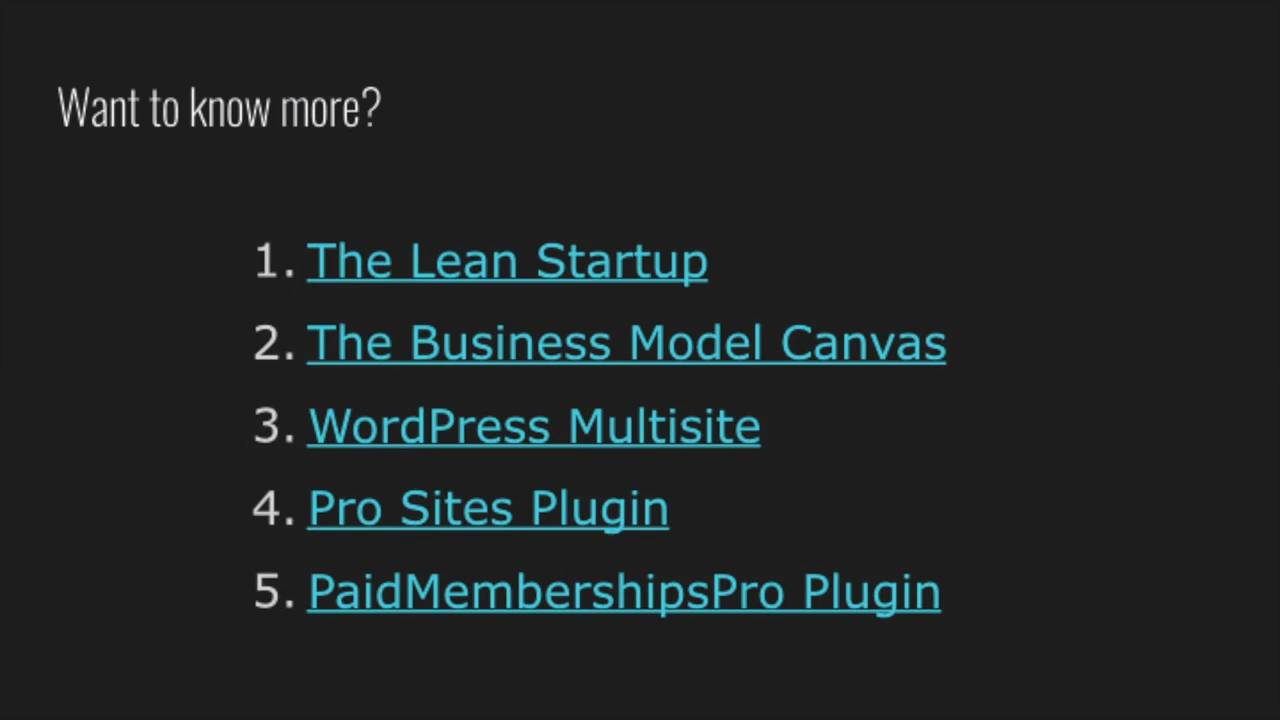 Want to know more?
1. The Lean Startup
2. The Business Model Canvas
3. WordPress Multisite
4. Pro Sites Plugin
5. PaidMembershipsPro Plugin